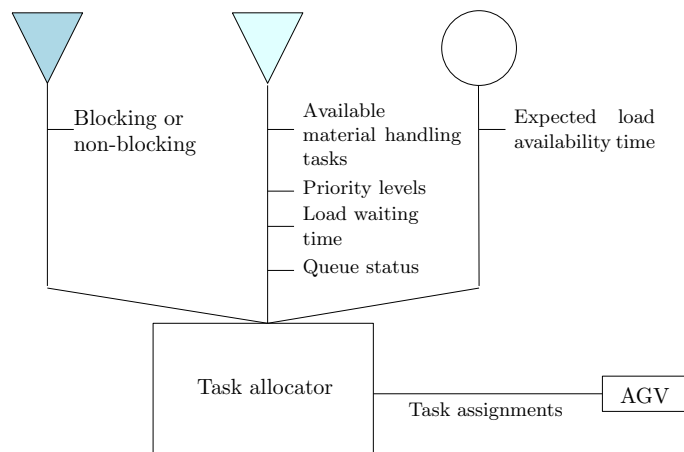 Blocking or
non-blocking
Available
material handling
tasks
Priority levels
Load waiting
time
Queue status
Expected load
availability time
Task allocator
Task assignments
AGV